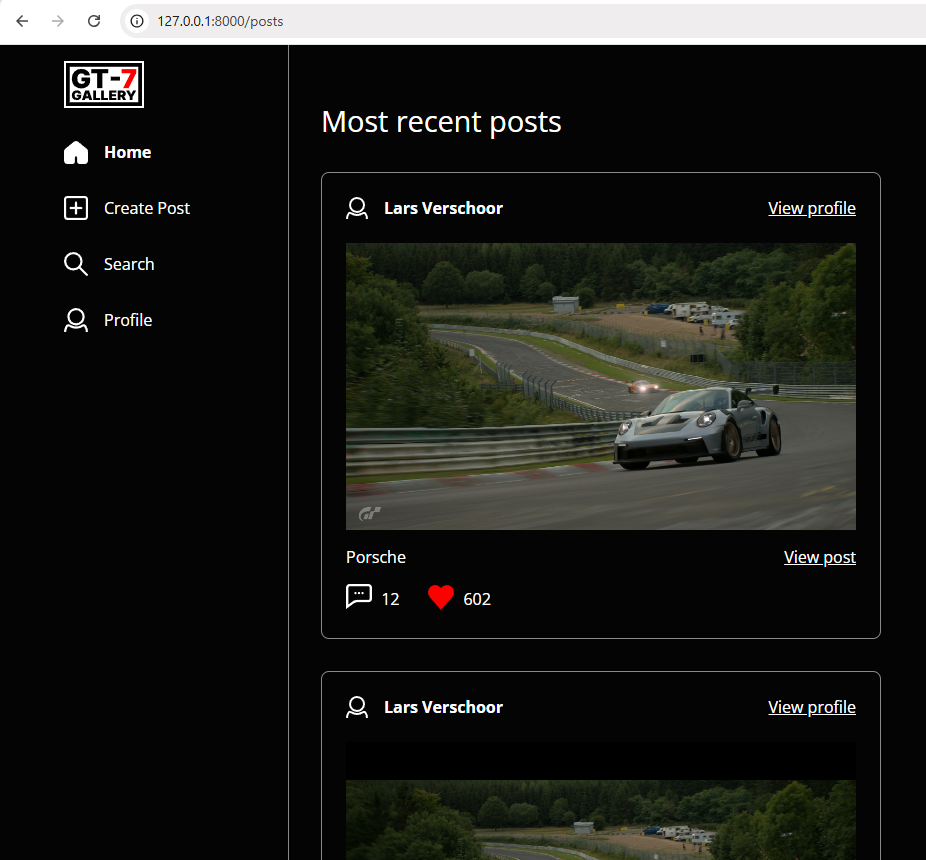 127.0.0.1:8000/posts
GT-7
GALLERY
Home
Create Post
Search
Profile
Most recent posts
Lars Verschoor
View profile
Porsche
View post
12
602
Lars Verschoor
View profile